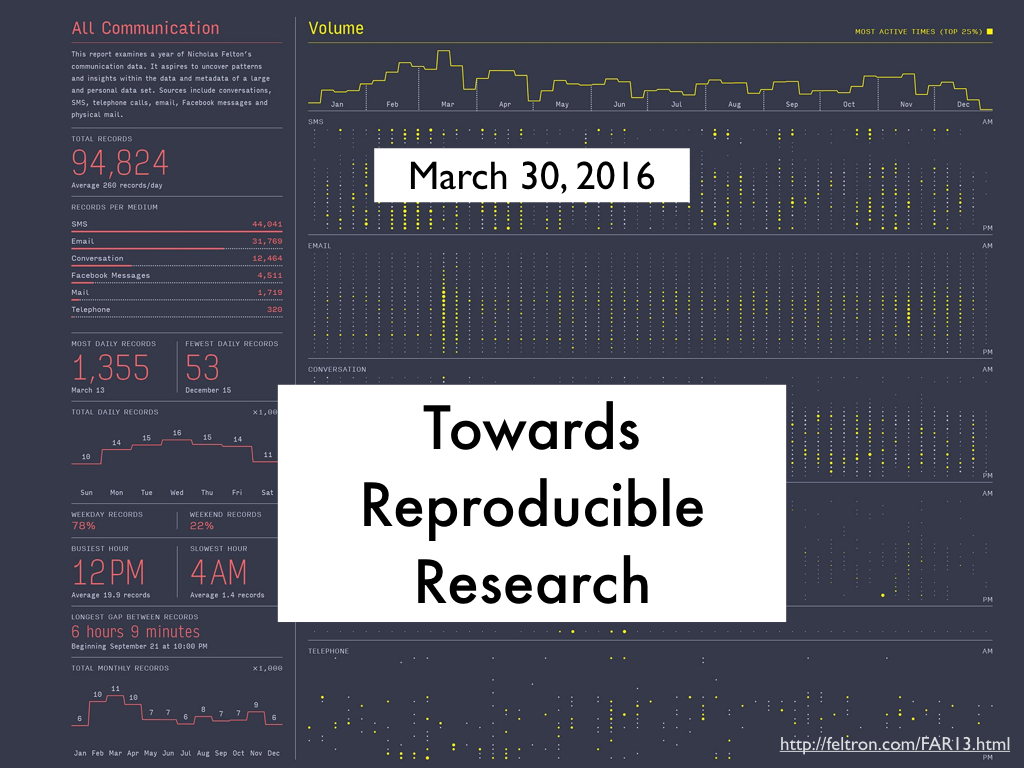 All Communication
This report examines a year of Nicholas Felton's
communication data. It aspires to uncover patterns
and insights within the data and metadata of a large
and personal data set. Sources include conversations,
SMS, telephone calls, email, Facebook messages and
physical mail.
TOTAL RECORDS
94,824
Average 260 records/day
RECORDS PER MEDIUM
SMS 44,041
Email 31,769
Conversation 12,464
Facebook Messages 4,511
Mail 1,719
Telephone 320
MOST DAILY RECORDS FEWEST DAILY RECORDS
1,355 53
March 13 December 15
TOTAL DAILY RECORDS ×1,00
10 14 15 16 15 14 11
Sun Mon Tue Wed Thu Fri Sat
WEEKDAY RECORDS WEEKEND RECORDS
78% 22%
BUSIEST HOUR SLOWEST HOUR
12PM 4AM
Average 19.9 records Average 1.4 records
LONGEST GAP BETWEEN RECORDS
6 hours 9 minutes
Beginning September 21 at 10:00 PM
TOTAL MONTHLY RECORDS ×1,000
6 10 11 10 7 7 6 8 7 7 9 6
Jan Feb Mar Apr May Jun Jul Aug Sep Oct Nov Dec
Volume MOST ACTIVE TIMES (TOP 25%)
Jan Feb Mar Apr May Jun Jul Aug Sep Oct Nov Dec
SMS AM
March 30, 2016
PM
EMAIL AM
PM
CONVERSATION AM
Towards
Reproducible
Research
PM
AM
PM
TELEPHONE AM
http://feltron.com/FAR13.html
PM